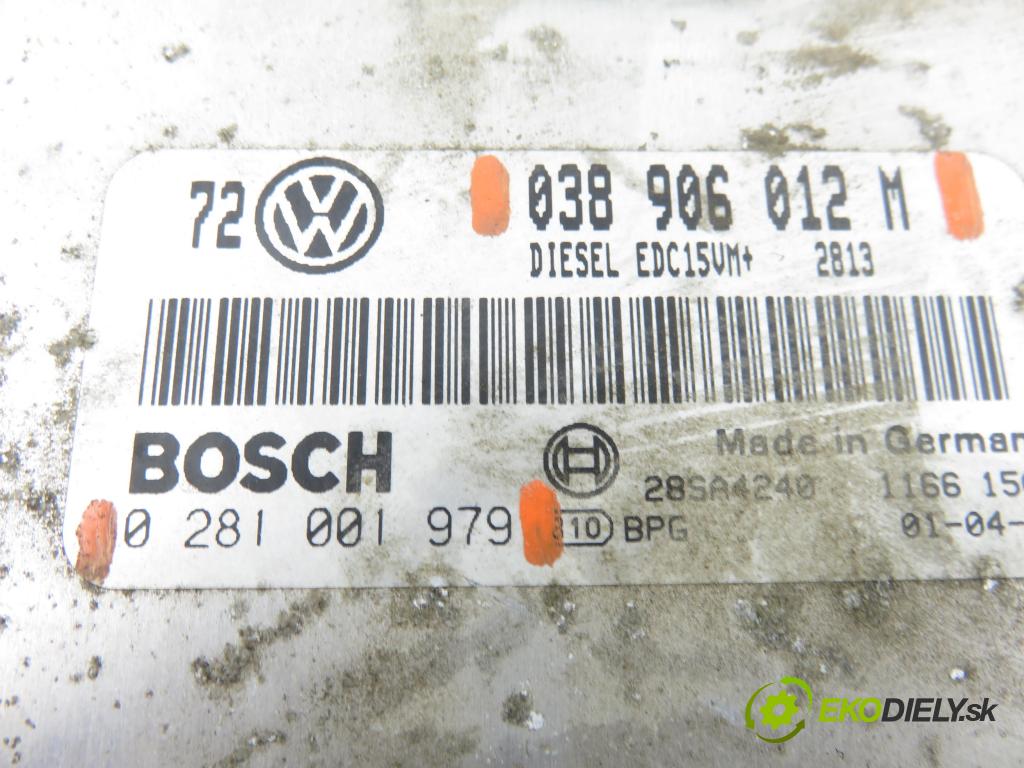 72 038 906 012 M
DIESEL EDC15VM+ 2813
BOSCH
Made in German
28SA4240 1166 15
0 281 001 979 BPG 01-04-
EKODIELY.sk